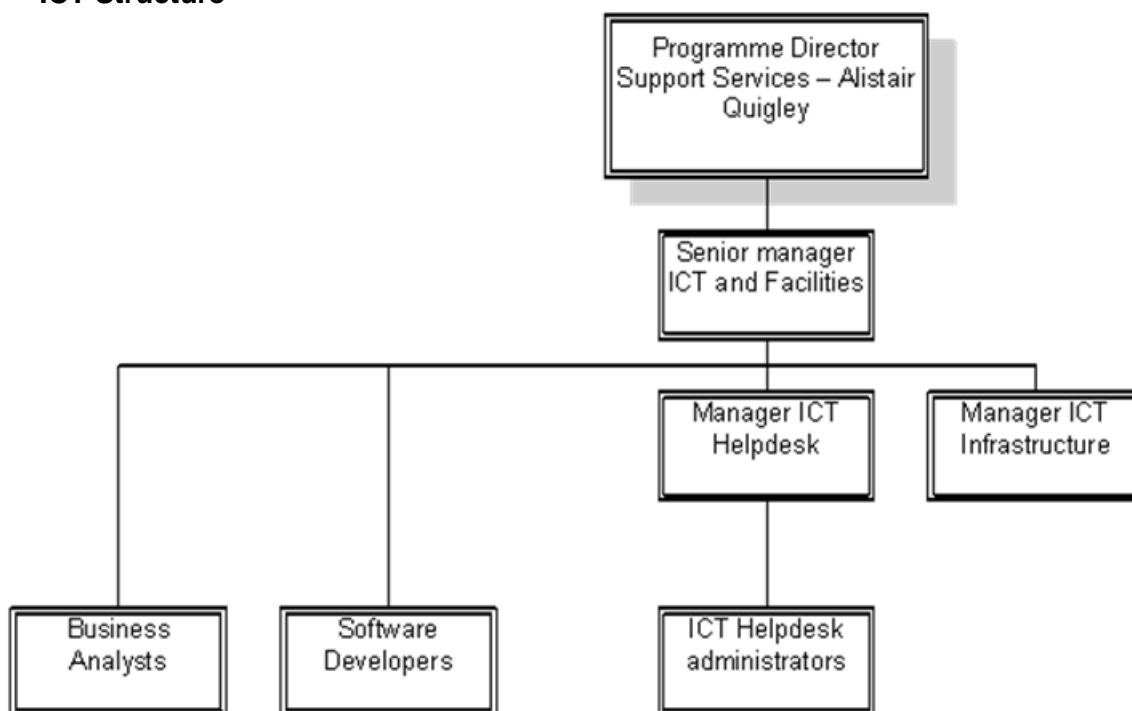 ICT Structure
Programme Director
Support Services – Alistair
Quigley
Senior manager
ICT and Facilities
Manager ICT
Helpdesk
Manager ICT
Infrastructure
Business
Analysts
Software
Developers
ICT Helpdesk
administrators